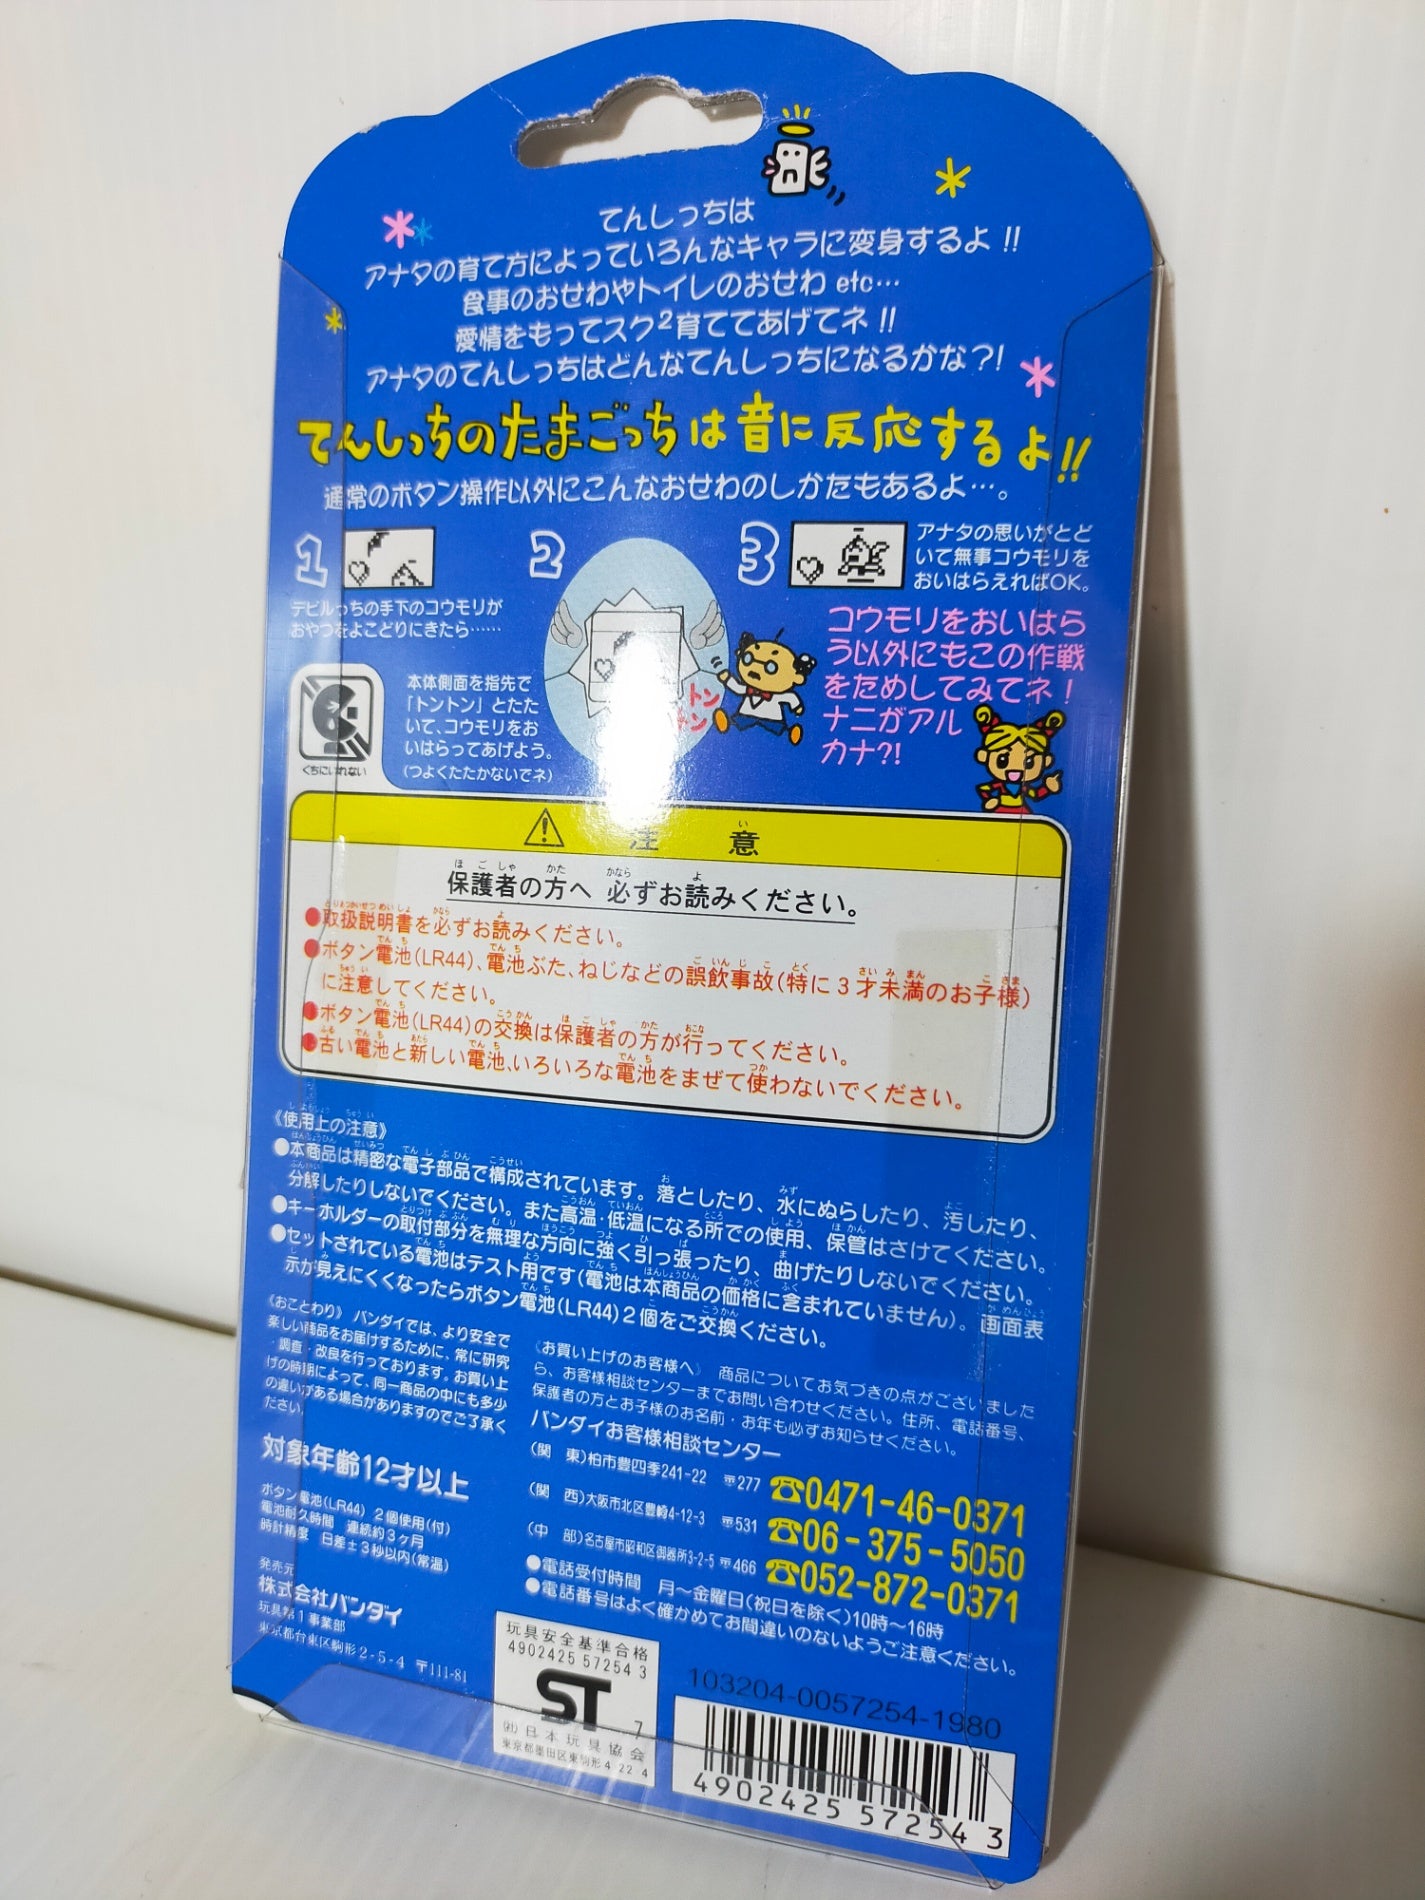 てんしっちは
アナタの育て方によっていろんなキャラに変身するよ!!
食事のおせわやトイレのおせわ etc…
愛情をもってスク²育ててあげてネ!!
アナタのてんしっちはどんなてんしっちになるかな?!
てんしっちのたまごっちは音に反応するよ!!
通常のボタン操作以外にこんなおせわのしかたもあるよ…。
1
デビルっちの手下のコウモリが
おやつをよこどりにきたら……
2
本体側面を指先で
「トントン」とたた
いて、コウモリをお
いはらってあげよう。
(つよくたたかないでネ)
トン
トン
3
アナタの思いがとど
いて無事コウモリを
おいはらえればOK。
コウモリをおいはら
う以外にもこの作戦
をためしてみてネ!
ナニがアル
カナ?!
くちにいれない
注意
保護者の方へ 必ずお読みください。
●取扱説明書を必ずお読みください。
●ボタン電池(LR44)、電池ぶた、ねじなどの誤飲事故(特に3才未満のお子様)
に注意してください。
●ボタン電池(LR44)の交換は保護者の方が行ってください。
●古い電池と新しい電池、いろいろな電池をまぜて使わないでください。
《使用上の注意》
●本商品は精密な電子部品で構成されています。落としたり、水にぬらしたり、汚したり、
分解したりしないでください。また高温・低温になる所での使用、保管はさけてください。
●キーホルダーの取付部分を無理な方向に強く引っ張ったり、曲げたりしないでください。
●セットされている電池はテスト用です(電池は本商品の価格に含まれていません)。画面表
示が見えにくくなったらボタン電池(LR44)2個をご交換ください。
《おことわり》 バンダイでは、より安全で
楽しい商品をお届けするために、常に研究
・調査・改良を行っております。お買い上
げの時期によって、同一商品の中にも多少
の違いがある場合がありますのでご了承く
ださい。
対象年齢12才以上
ボタン電池(LR44) 2個使用(付)
電池耐久時間 連続約3ヶ月
時計精度 日差±3秒以内(常温)
発売元
株式会社バンダイ
玩具第1事業部
東京都台東区駒形2-5-4 〒111-81
《お買い上げのお客様へ》 商品についてお気づきの点がございました
ら、お客様相談センターまでお問い合わせください。住所、電話番号、
保護者の方とお子様のお名前・お年も必ずお知らせください。
バンダイお客様相談センター
(関 東)柏市豊四季241-22 〒277 ☎0471-46-0371
(関 西)大阪市北区豊崎4-12-3 〒531 ☎06-375-5050
(中 部)名古屋市昭和区御器所3-2-5 〒466 ☎052-872-0371
●電話受付時間 月〜金曜日(祝日を除く)10時〜16時
●電話番号はよく確かめてお間違いのないようご注意ください。
玩具安全基準合格
4902425 57254 3
ST
7
(社)日本玩具協会
東京都墨田区東駒形4-22-4
103204-0057254-1980
4902425 572543